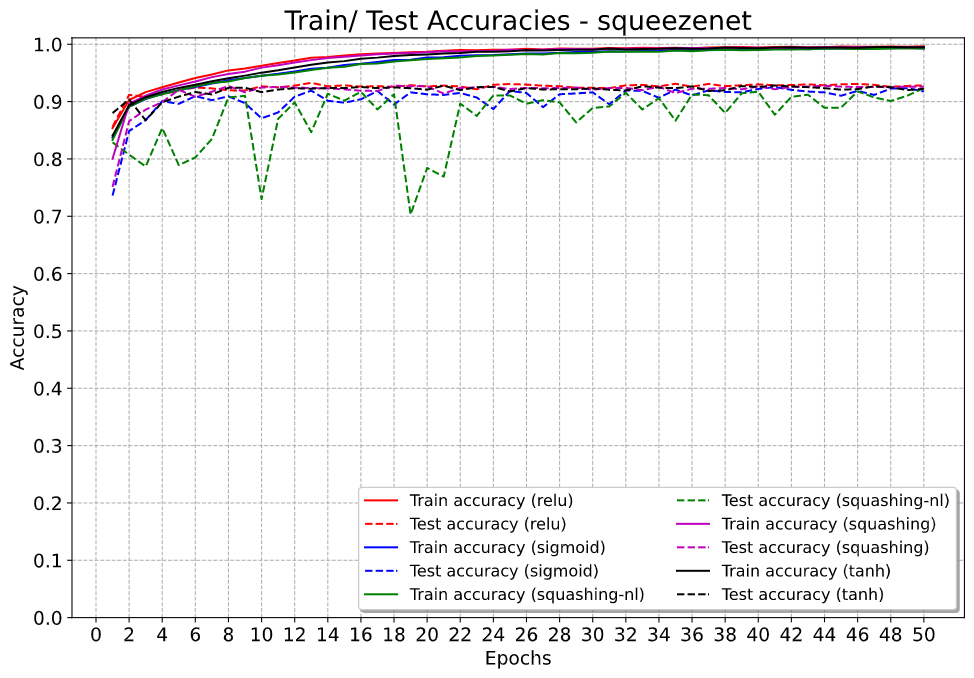 Train/ Test Accuracies - squeezenet
1.0
0.9
0.8
0.7
0.6
0.5
0.4
0.3
0.2
0.1
0.0
Accuracy
Train accuracy (relu)
Test accuracy (relu)
Train accuracy (sigmoid)
Test accuracy (sigmoid)
Train accuracy (squashing-nl)
Test accuracy (squashing-nl)
Train accuracy (squashing)
Test accuracy (squashing)
Train accuracy (tanh)
Test accuracy (tanh)
0 2 4 6 8 10 12 14 16 18 20 22 24 26 28 30 32 34 36 38 40 42 44 46 48 50
Epochs